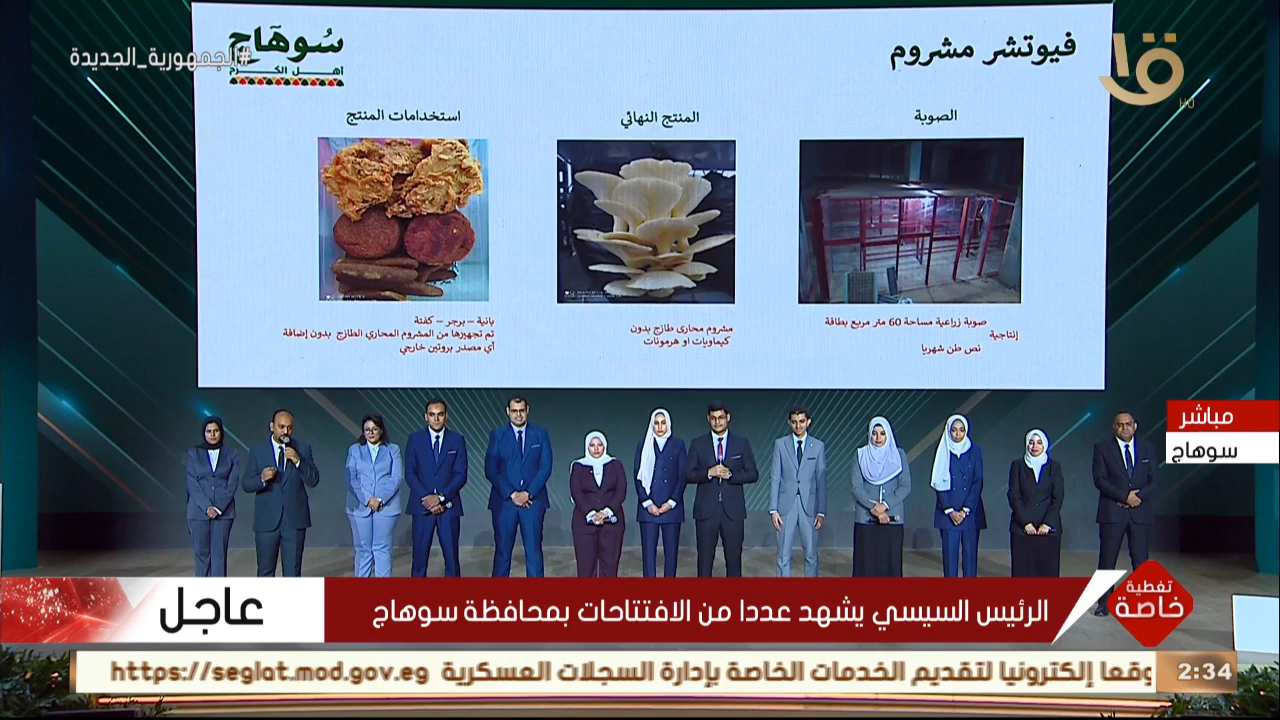 #الجمهورية_الجديدة
سُوهَاج
أهل الكرم
فيوتشر مشروم
HD
الصوبة
المنتج النهائي
استخدامات المنتج
صوبة زراعية مساحة 60 متر مربع بطاقة
إنتاجية
نص طن شهريا
مشروم محارى طازج بدون
كيماويات او هرمونات
بانية – برجر – كفتة
تم تجهيزها من المشروم المحاري الطازج بدون إضافة
أي مصدر بروتين خارجي
مباشر
سوهاج
تغطية
خاصة
عاجل
الرئيس السيسي يشهد عددا من الافتتاحات بمحافظة سوهاج
وقعا إلكترونيا لتقديم الخدمات الخاصة بإدارة السجلات العسكرية https://seglat.mod.gov.eg
2:34